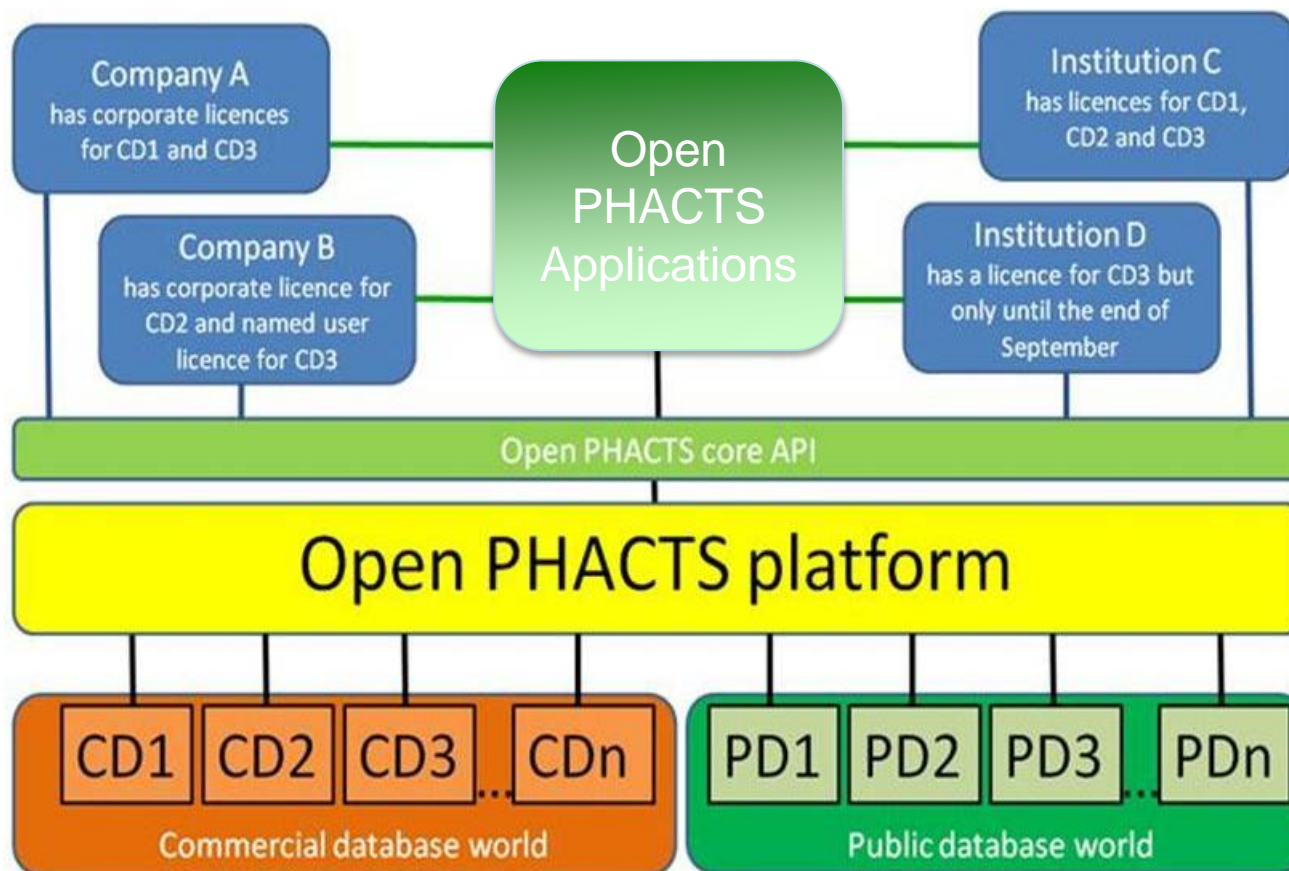 Company A
has corporate licences
for CD1 and CD3
Open
PHACTS
Applications
Institution C
has licences for CD1,
CD2 and CD3
Company B
has corporate licence for
CD2 and named user
licence for CD3
Institution D
has a licence for CD3 but
only until the end of
September
Open PHACTS core API
Open PHACTS platform
CD1 CD2 CD3 ... CDn
PD1 PD2 PD3 ... PDn
Commercial database world
Public database world